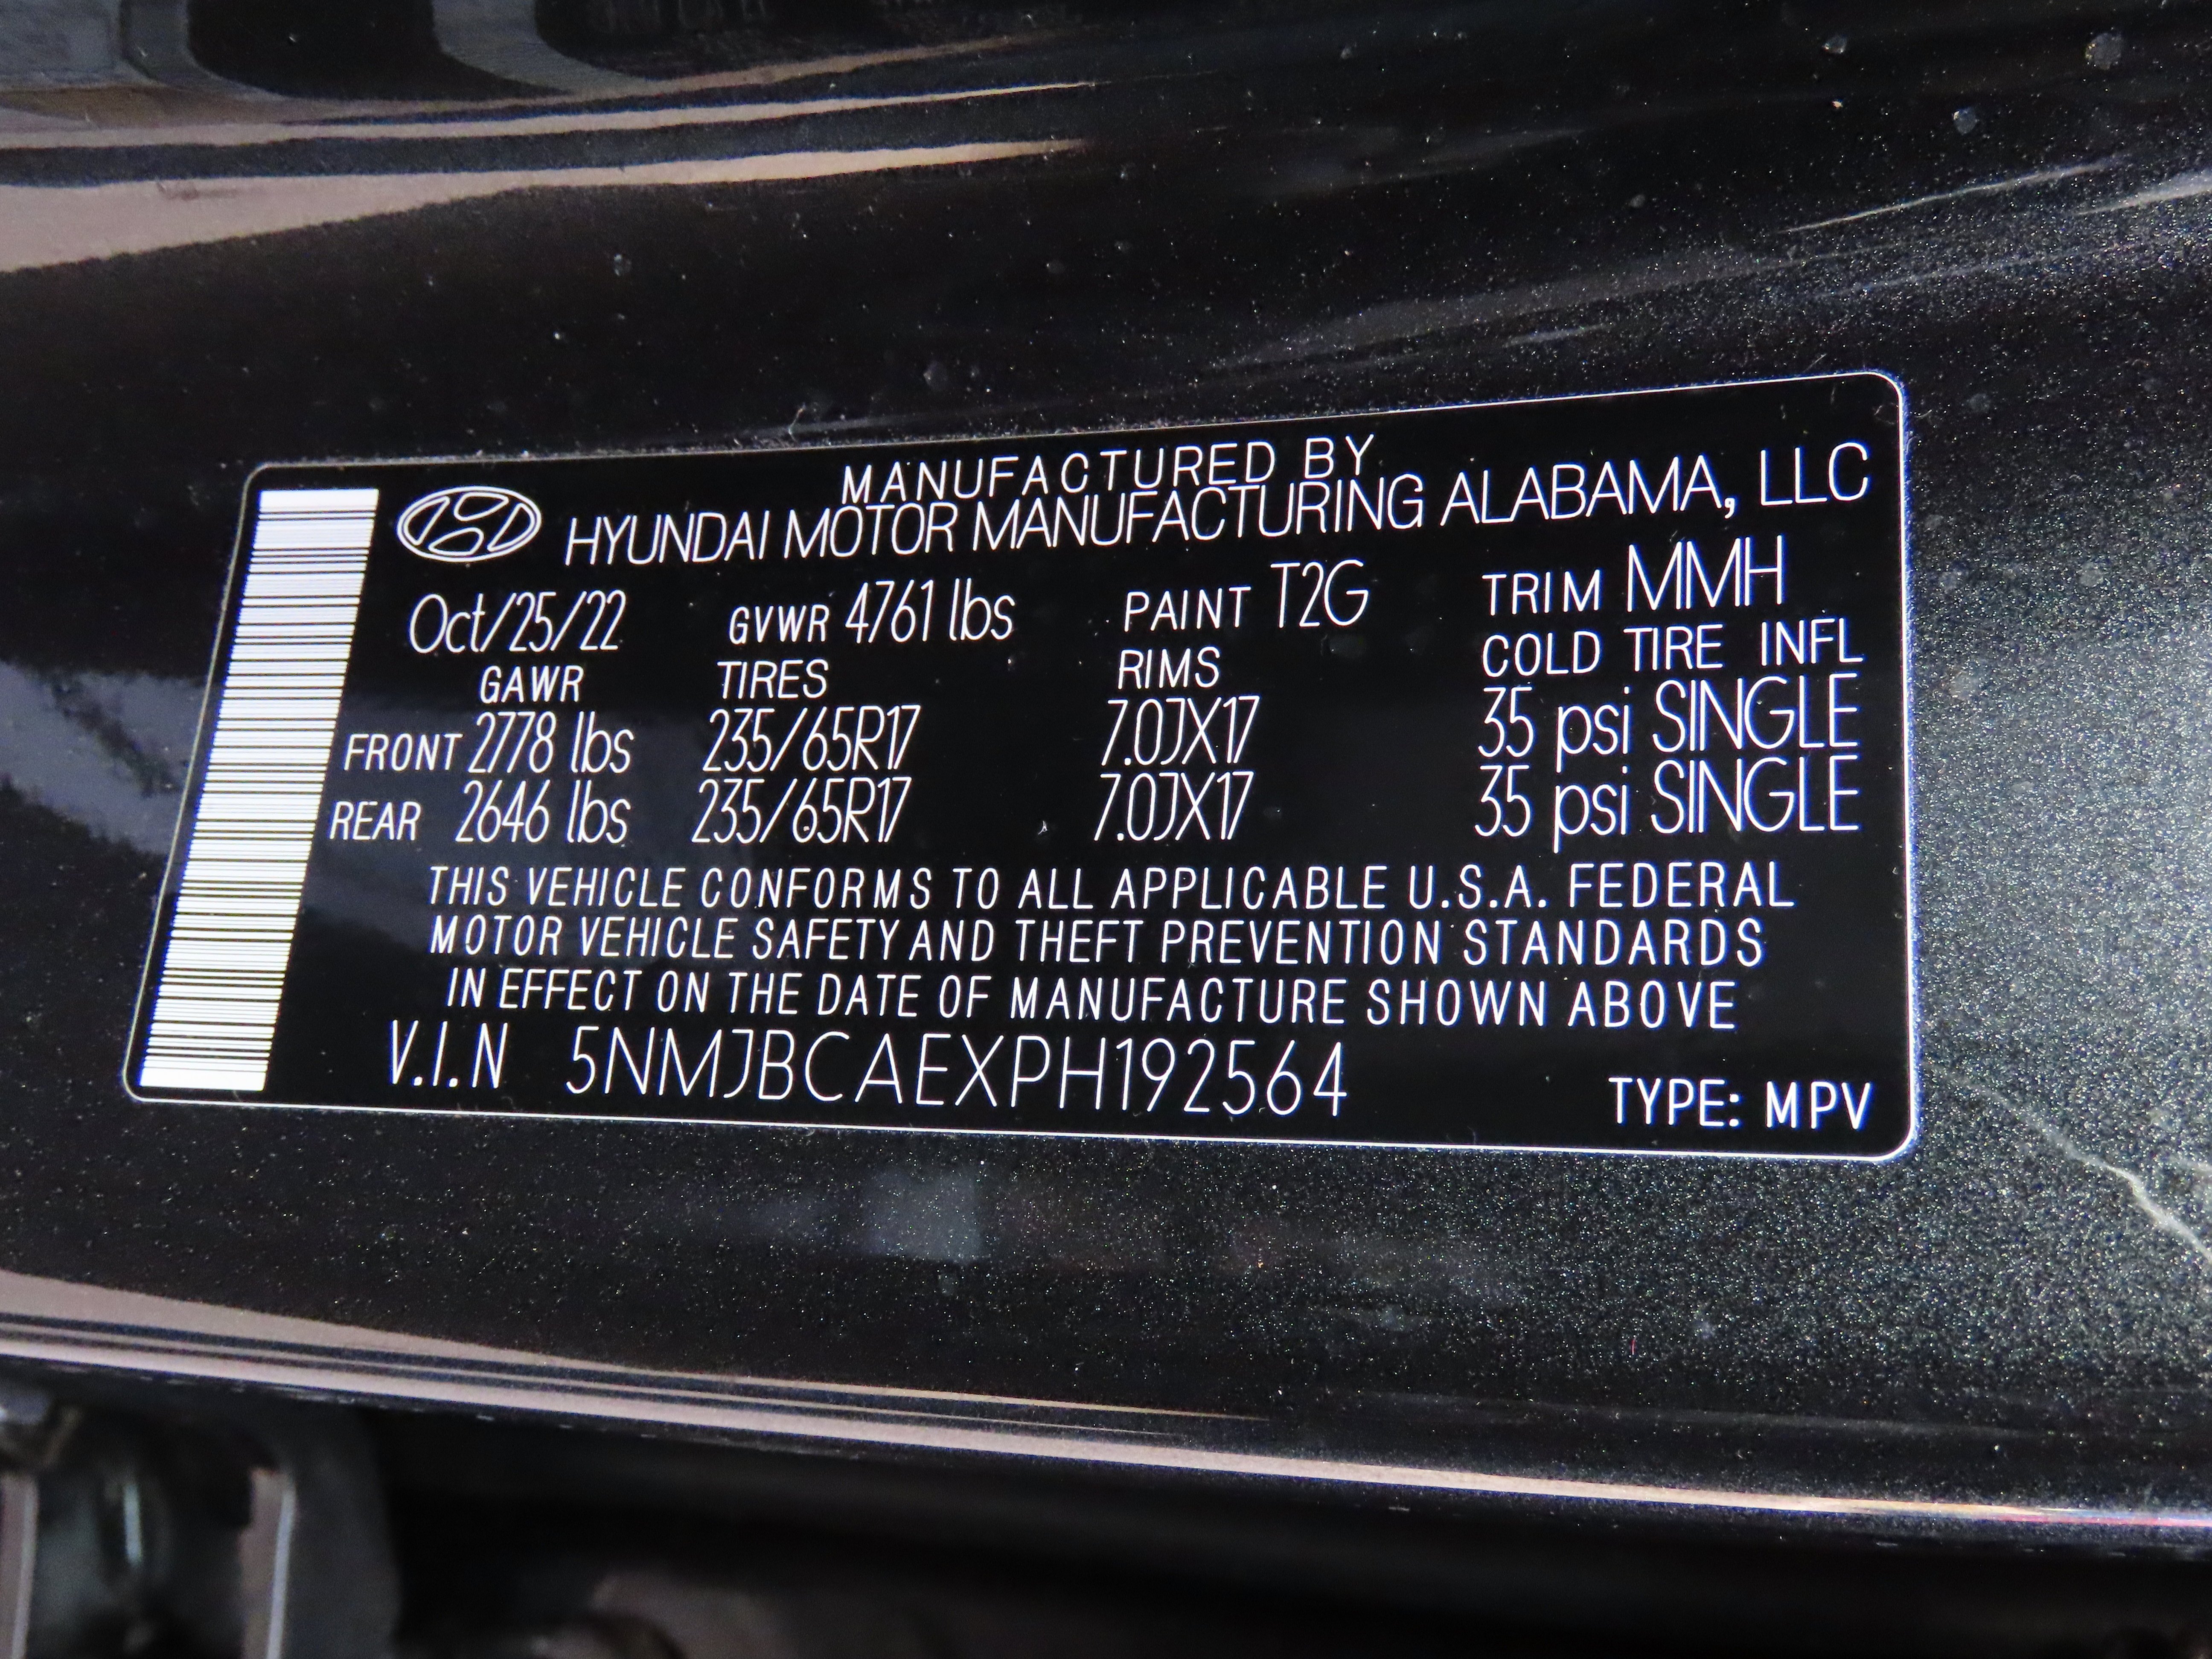 MANUFACTURED BY
HYUNDAI MOTOR MANUFACTURING ALABAMA, LLC
Oct/25/22 GVWR 4761 lbs PAINT T2G TRIM MMH
GAWR TIRES RIMS COLD TIRE INFL
FRONT 2778 lbs 235/65R17 7.0JX17 35 psi SINGLE
REAR 2646 lbs 235/65R17 7.0JX17 35 psi SINGLE
THIS VEHICLE CONFORMS TO ALL APPLICABLE U.S.A. FEDERAL
MOTOR VEHICLE SAFETY AND THEFT PREVENTION STANDARDS
IN EFFECT ON THE DATE OF MANUFACTURE SHOWN ABOVE
V.I.N 5NMJBCAEXPH192564 TYPE: MPV